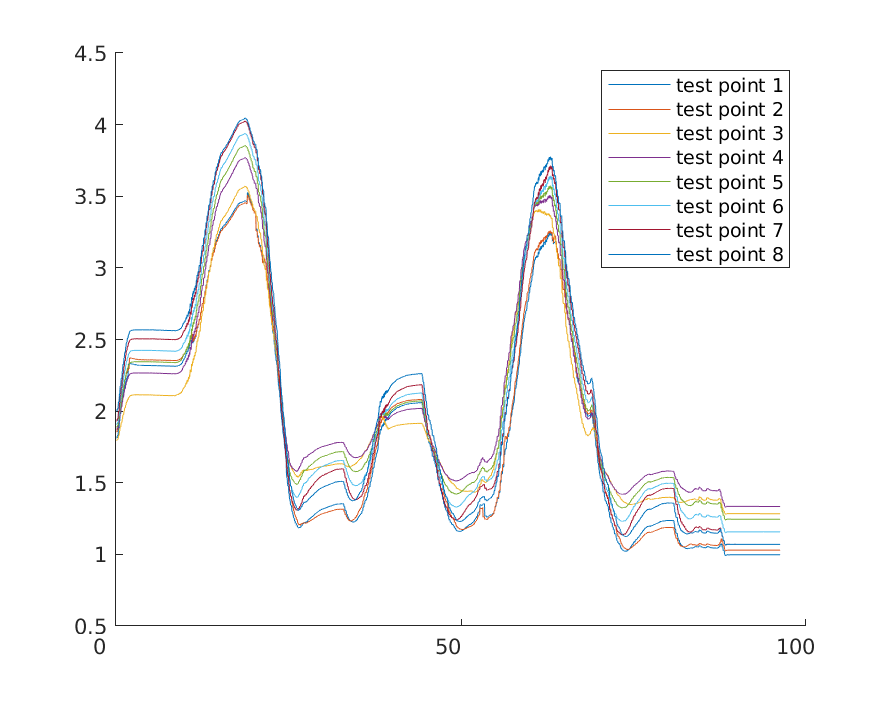 4.5
4
3.5
3
2.5
2
1.5
1
0.5
0
50
100
test point 1
test point 2
test point 3
test point 4
test point 5
test point 6
test point 7
test point 8